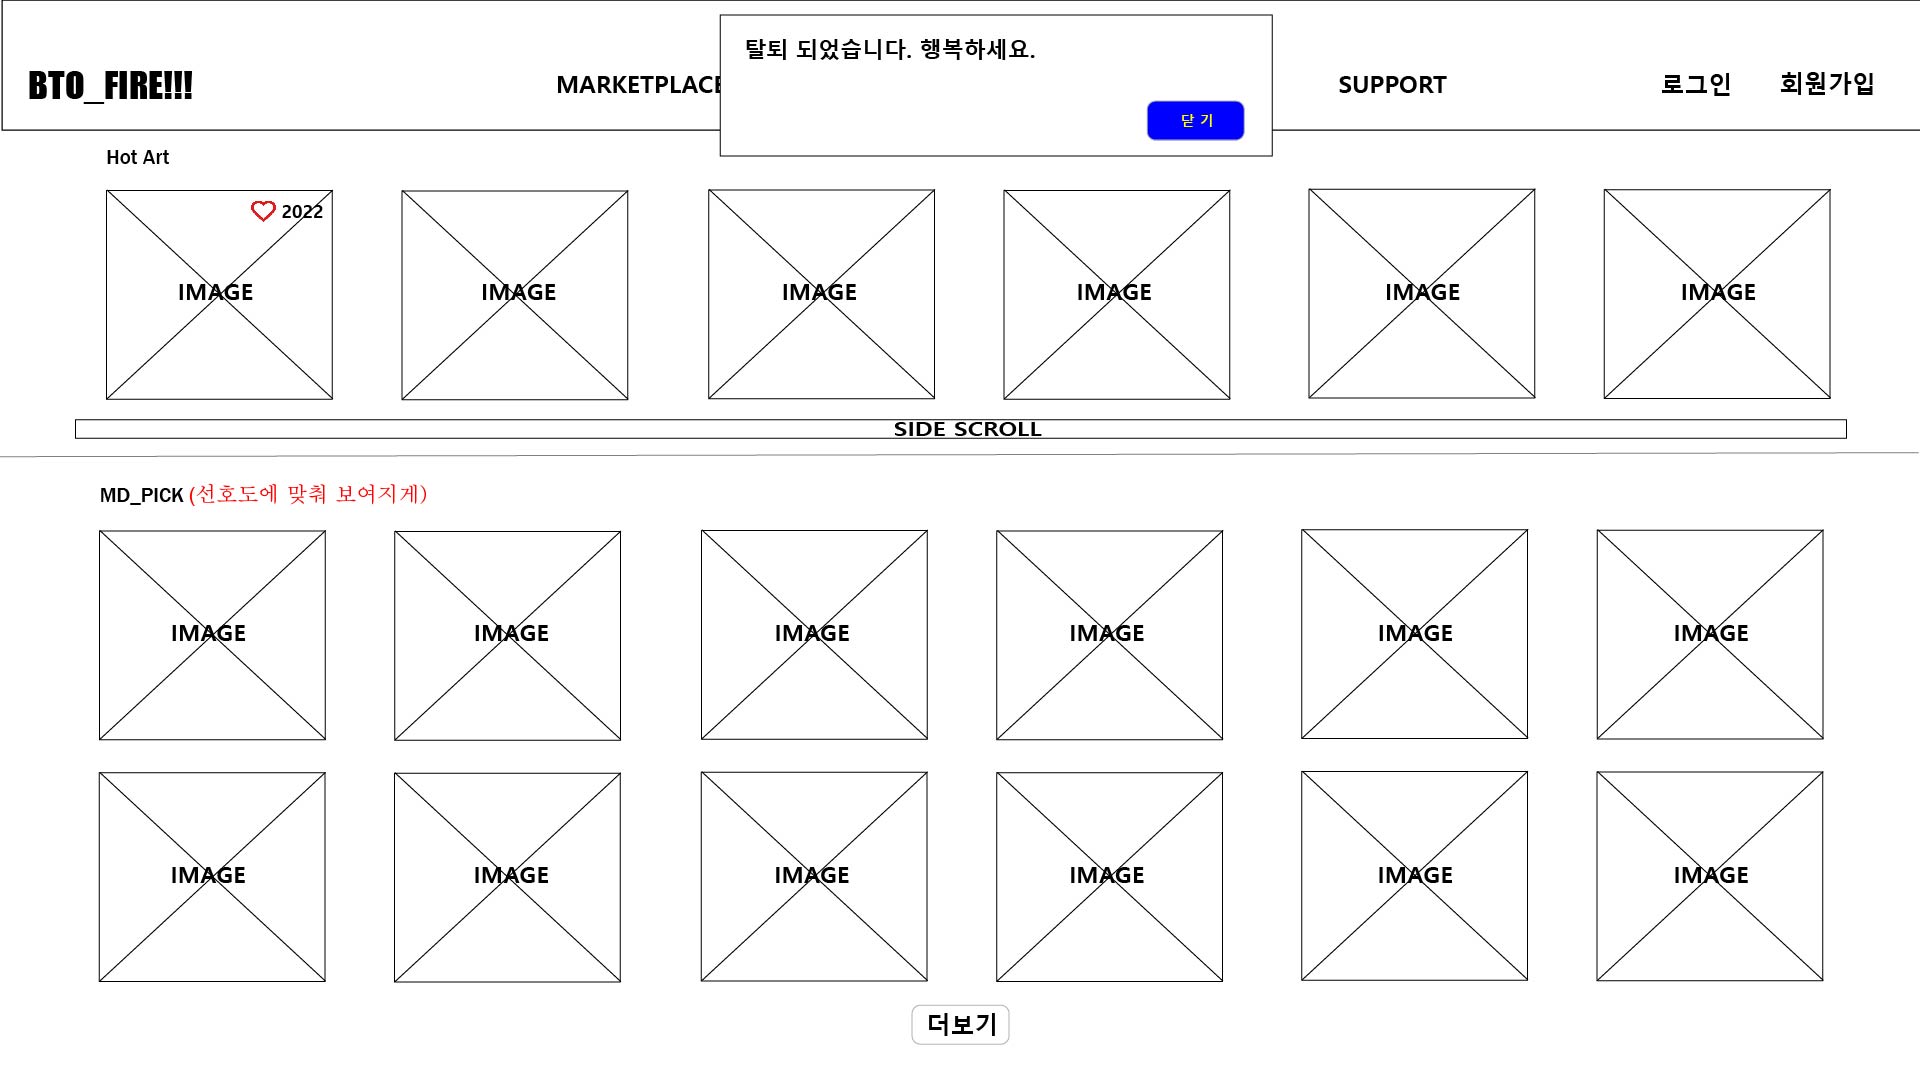 탈퇴 되었습니다. 행복하세요.
BTO_FIRE!!! MARKETPLACE SUPPORT 로그인 회원가입
닫 기
Hot Art
2022
IMAGE IMAGE IMAGE IMAGE IMAGE IMAGE
SIDE SCROLL
MD_PICK (선호도에 맞춰 보여지게)
IMAGE IMAGE IMAGE IMAGE IMAGE IMAGE
IMAGE IMAGE IMAGE IMAGE IMAGE IMAGE
더보기